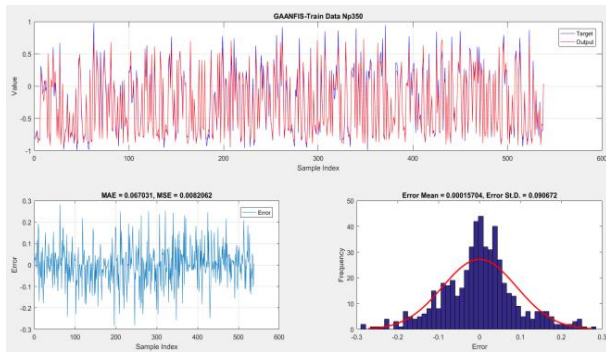 GAANFIS-Train Data Np350
Target
Output
Value
1
0.5
0
-0.5
-1
0 100 200 300 400 500 600
Sample Index
MAE = 0.067031, MSE = 0.0082062
Error
Error
0.3
0.2
0.1
0
-0.1
-0.2
-0.3
0 100 200 300 400 500 600
Sample Index
Error Mean = 0.00015704, Error St.D. = 0.090672
Frequency
50
40
30
20
10
0
-0.3 -0.2 -0.1 0 0.1 0.2 0.3
Error